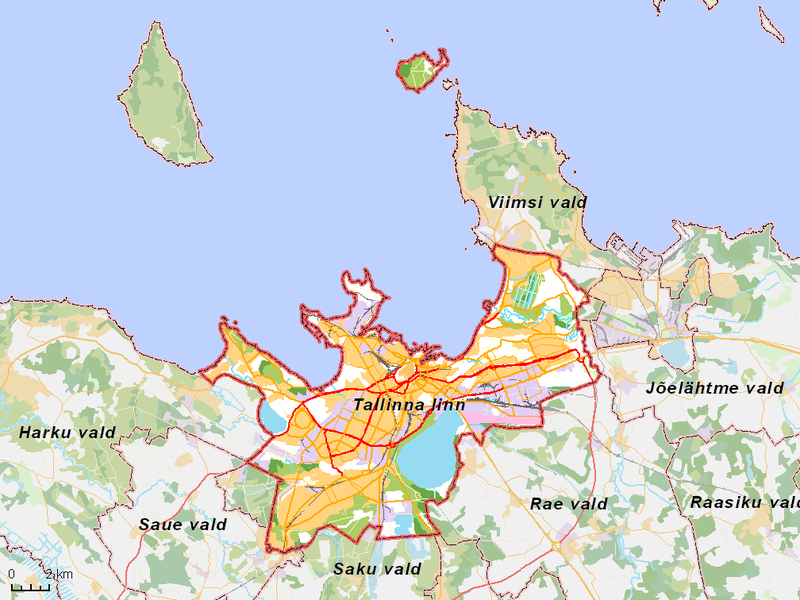 Viimsi vald
Jõelähtme vald
Tallinna linn
Harku vald
Rae vald
Raasiku vald
Saue vald
Saku vald
0 2 km